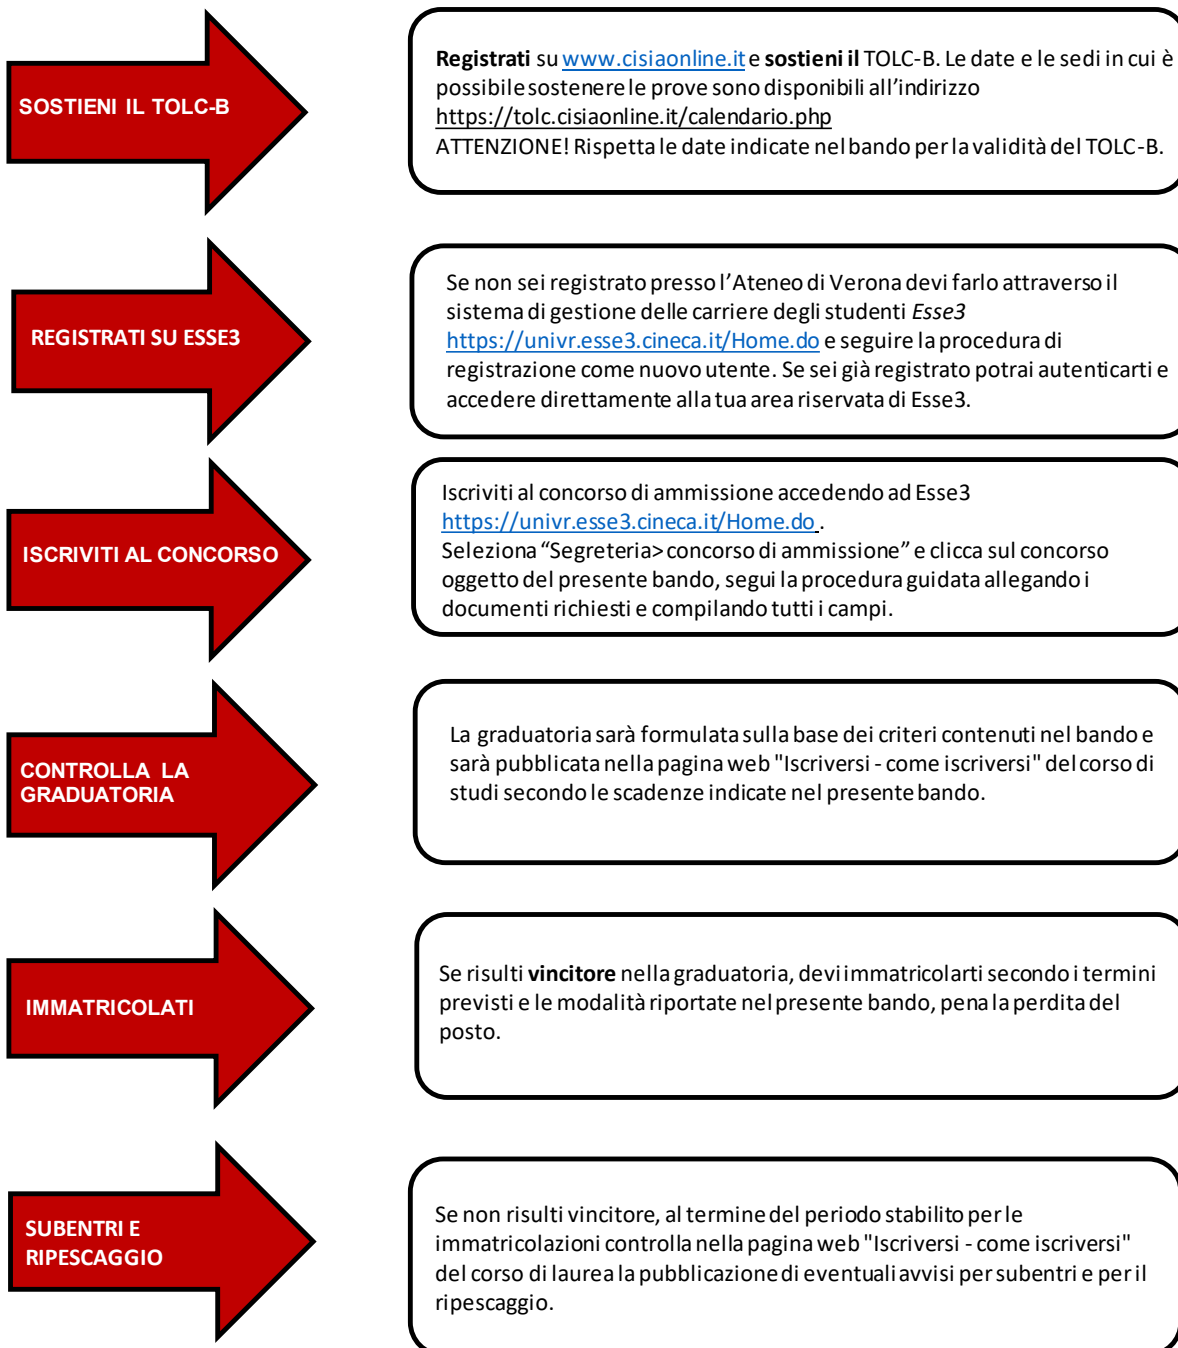 SOSTIENI IL TOLC-B
Registrati su www.cisiaonline.it e sostieni il TOLC-B. Le date e le sedi in cui è
possibile sostenere le prove sono disponibili all'indirizzo
https://tolc.cisiaonline.it/calendario.php
ATTENZIONE! Rispetta le date indicate nel bando per la validità del TOLC-B.
REGISTRATI SU ESSE3
Se non sei registrato presso l'Ateneo di Verona devi farlo attraverso il
sistema di gestione delle carriere degli studenti Esse3
https://univr.esse3.cineca.it/Home.do e seguire la procedura di
registrazione come nuovo utente. Se sei già registrato potrai autenticarti e
accedere direttamente alla tua area riservata di Esse3.
ISCRIVITI AL CONCORSO
Iscriviti al concorso di ammissione accedendo ad Esse3
https://univr.esse3.cineca.it/Home.do .
Seleziona “Segreteria> concorso di ammissione” e clicca sul concorso
oggetto del presente bando, segui la procedura guidata allegando i
documenti richiesti e compilando tutti i campi.
CONTROLLA LA
GRADUATORIA
La graduatoria sarà formulata sulla base dei criteri contenuti nel bando e
sarà pubblicata nella pagina web "Iscriversi - come iscriversi" del corso di
studi secondo le scadenze indicate nel presente bando.
IMMATRICOLATI
Se risulti vincitore nella graduatoria, devi immatricolarti secondo i termini
previsti e le modalità riportate nel presente bando, pena la perdita del
posto.
SUBENTRI E
RIPESCAGGIO
Se non risulti vincitore, al termine del periodo stabilito per le
immatricolazioni controlla nella pagina web "Iscriversi - come iscriversi"
del corso di laurea la pubblicazione di eventuali avvisi per subentri e per il
ripescaggio.